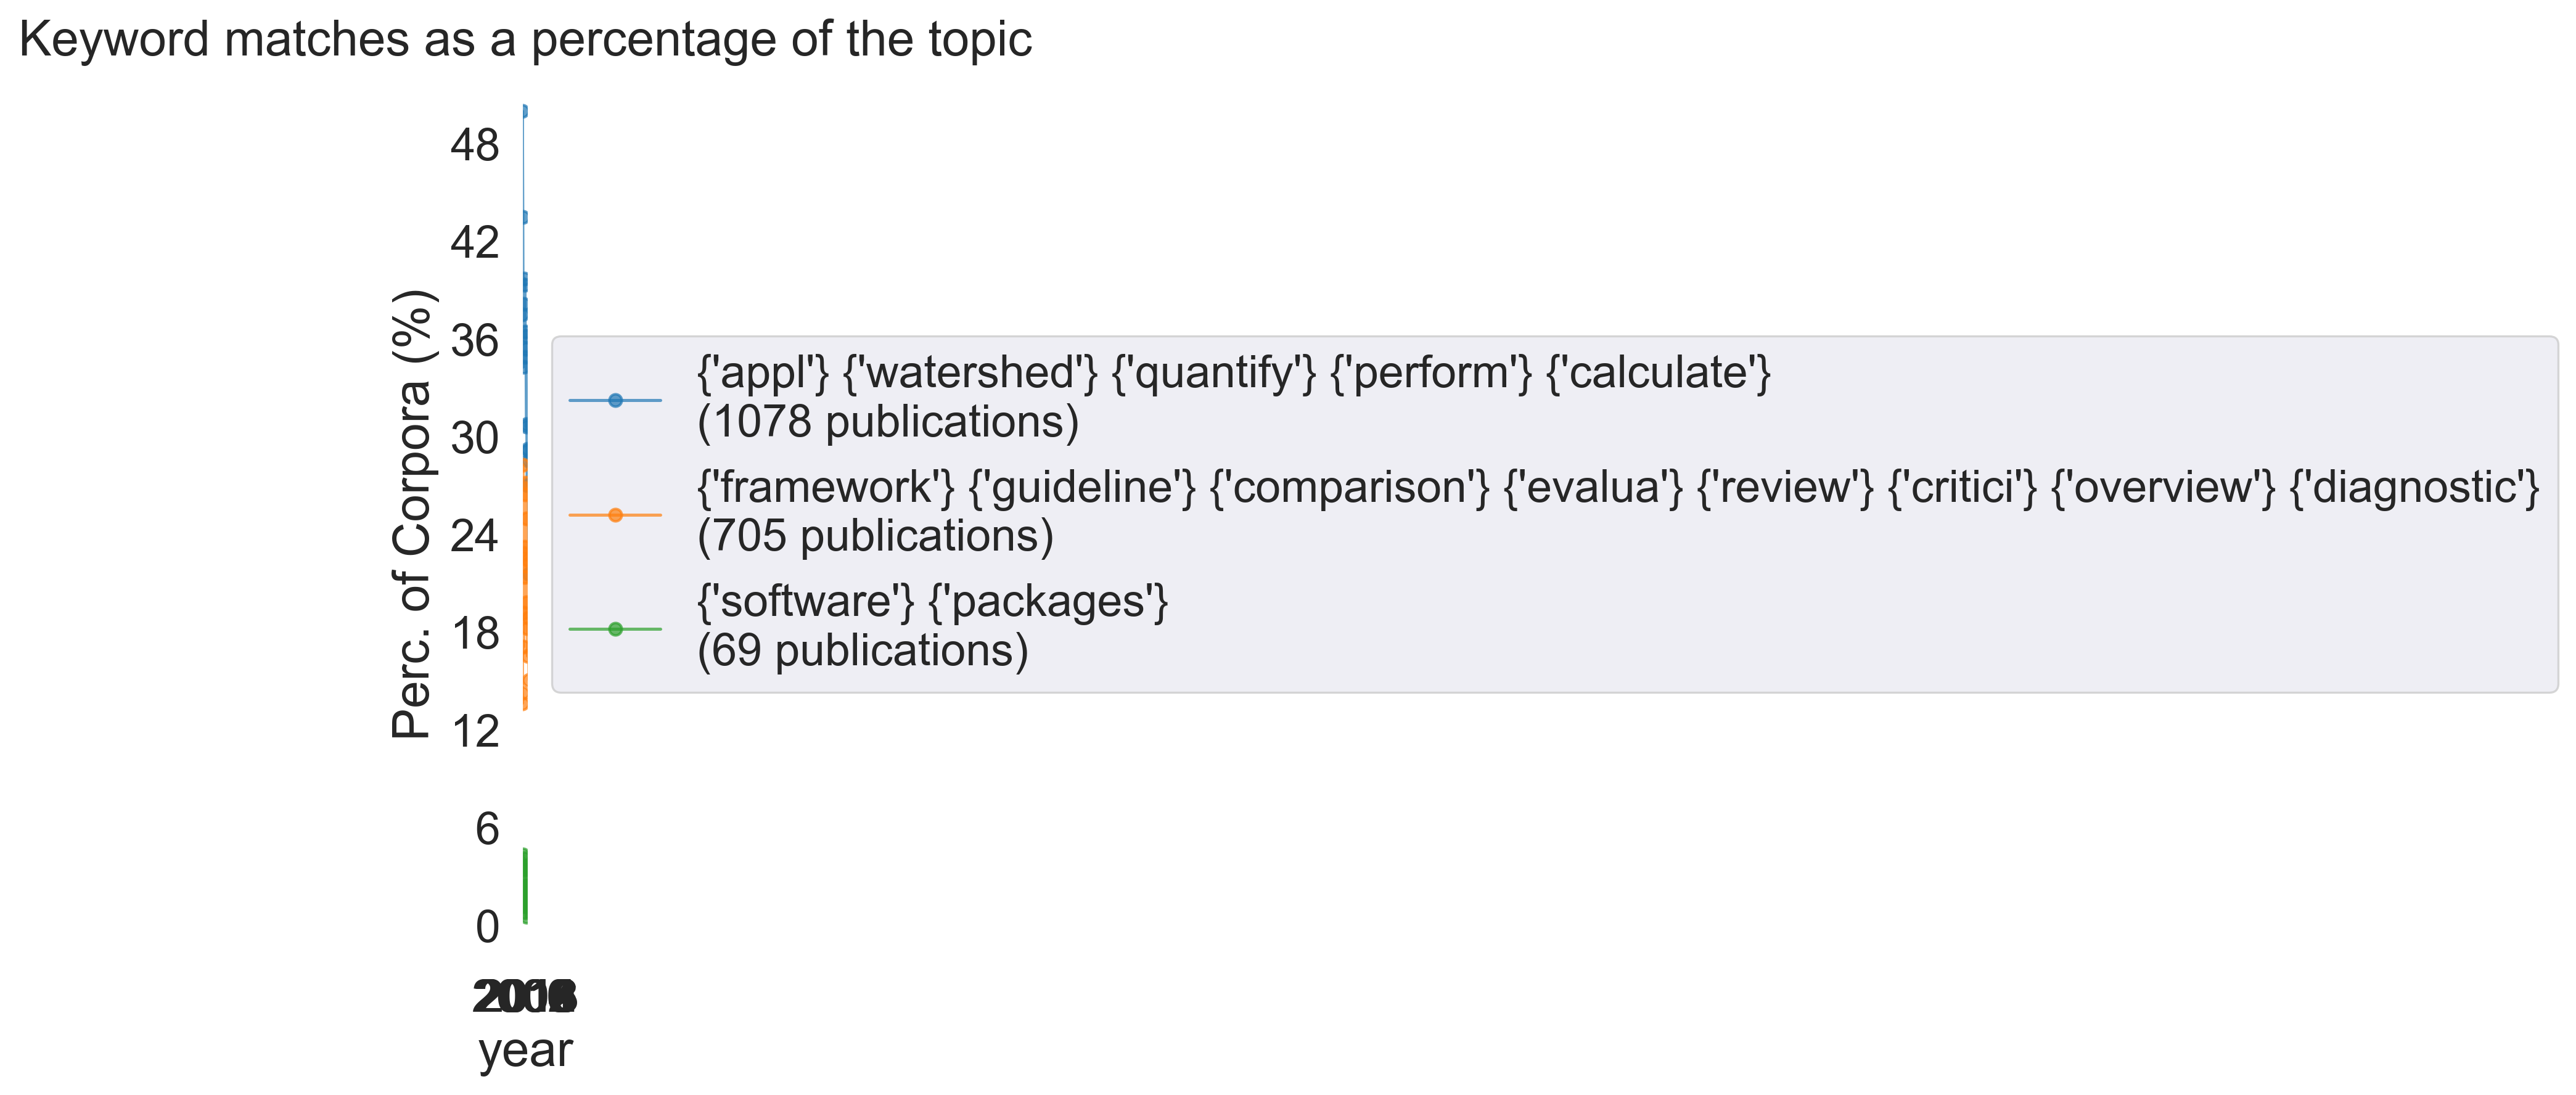 Keyword matches as a percentage of the topic
48
42
36
30
24
18
12
6
0
Perc. of Corpora (%)
{'appl'} {'watershed'} {'quantify'} {'perform'} {'calculate'}
(1078 publications)
{'framework'} {'guideline'} {'comparison'} {'evalua'} {'review'} {'critici'} {'overview'} {'diagnostic'}
(705 publications)
{'software'} {'packages'}
(69 publications)
year